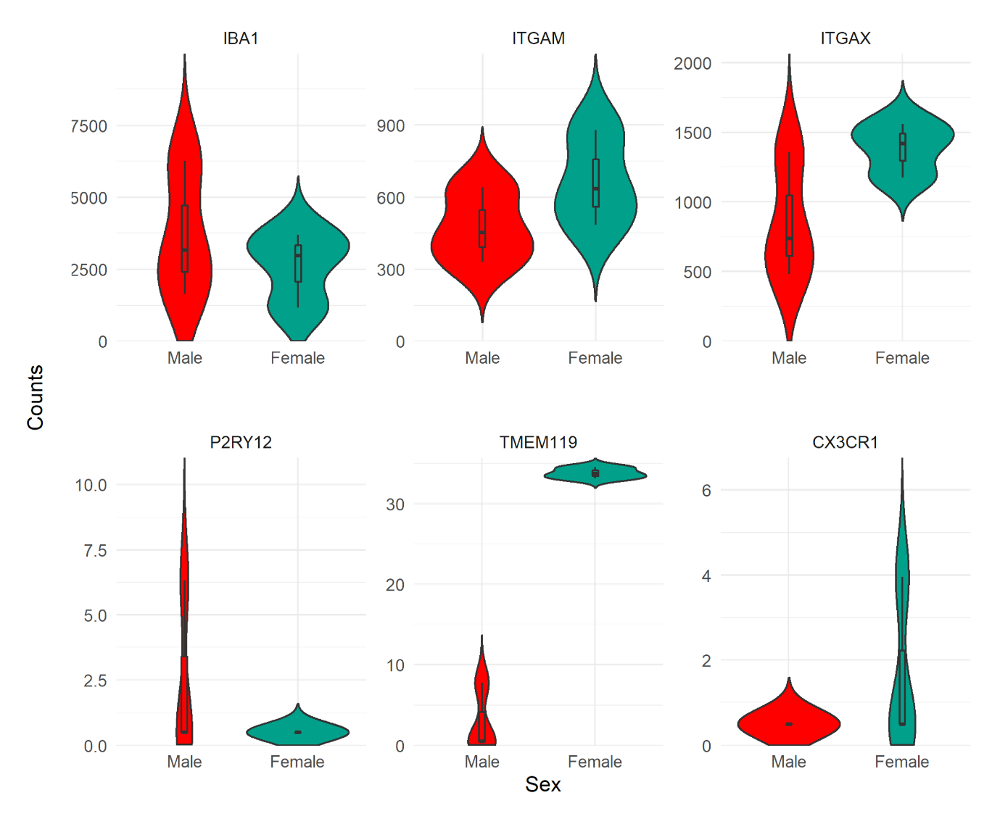 IBA1 ITGAM ITGAX
7500
5000
2500
0
Male Female
900
600
300
0
Male Female
2000
1500
1000
500
0
Male Female
Counts
P2RY12 TMEM119 CX3CR1
10.0
7.5
5.0
2.5
0.0
Male Female
30
20
10
0
Male Female
6
4
2
0
Male Female
Sex